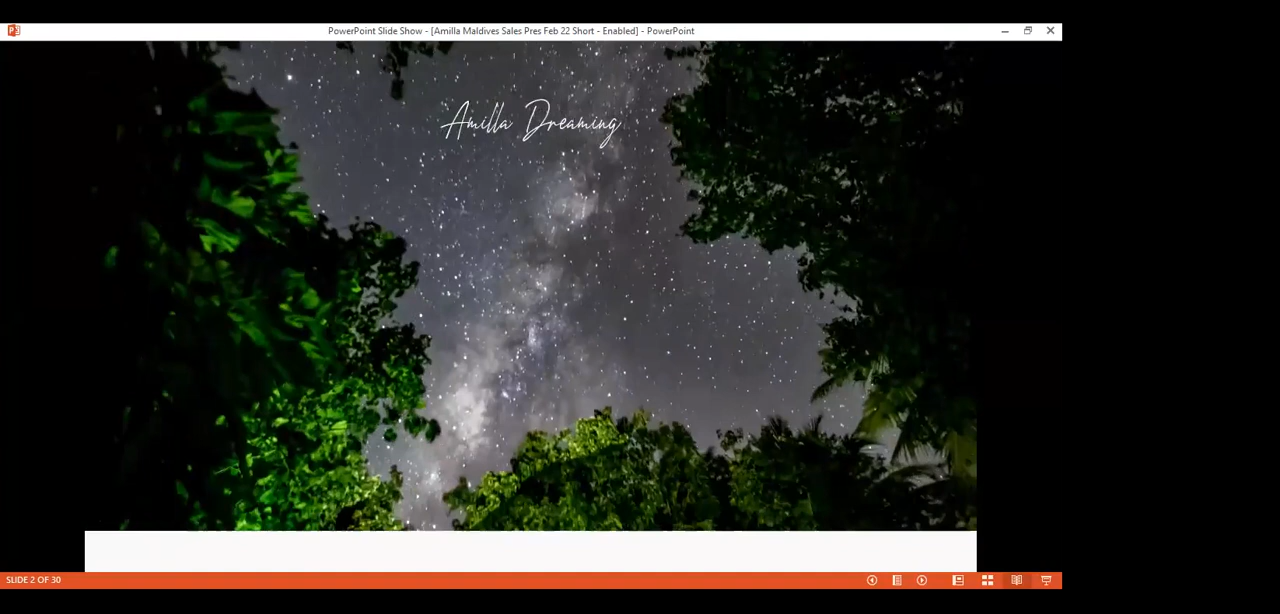 PowerPoint Slide Show - [Amilla Maldives Sales Pres Feb 22 Short - Enabled] - PowerPoint
Amilla Dreaming
SLIDE 2 OF 30